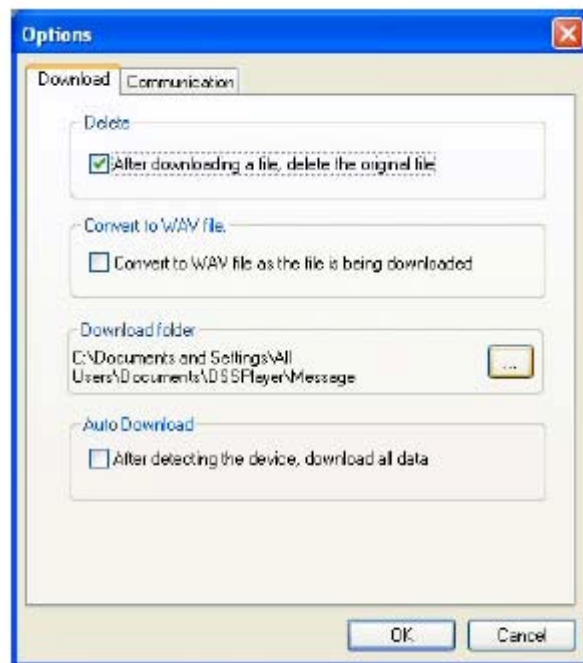 Options
Download Communication
Delete
After downloading a file, delete the original file
Convert to WAV file.
Convert to WAV file as the file is being downloaded
Download folder
C:\Documents and Settings\All
Users\Documents\DSSPlayer\Message
...
Auto Download
After detecting the device, download all data
OK Cancel